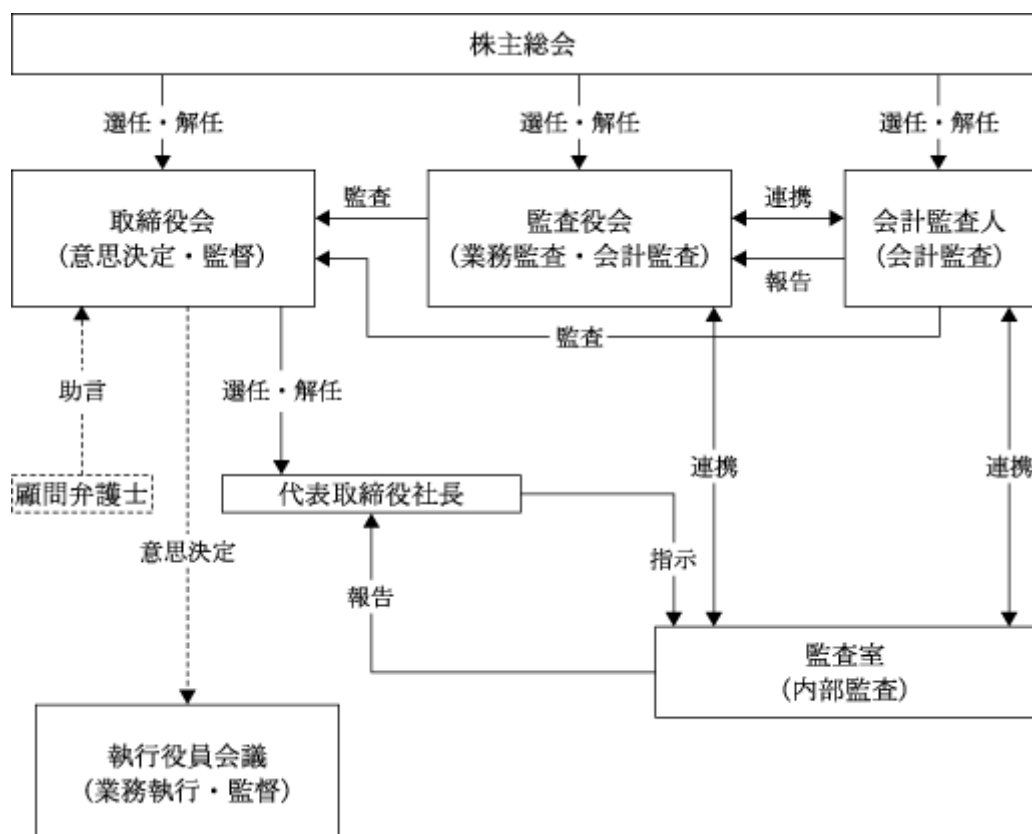 株主総会
選任・解任
選任・解任
選任・解任
取締役会
(意思決定・監督)
監査
監査役会
(業務監査・会計監査)
連携
報告
会計監査人
(会計監査)
監査
助言
選任・解任
顧問弁護士
代表取締役社長
連携
連携
意思決定
指示
報告
監査室
(内部監査)
執行役員会議
(業務執行・監督)